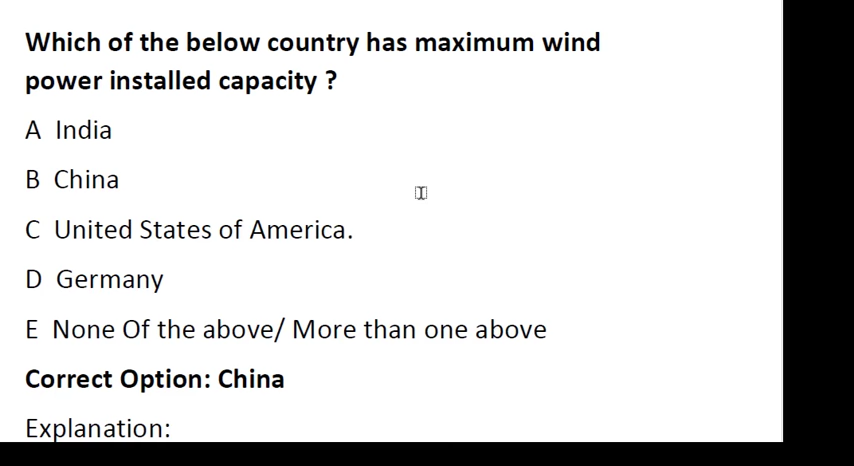 Which of the below country has maximum wind
power installed capacity ?
A India
B China
C United States of America.
D Germany
E None Of the above/ More than one above
Correct Option: China
Explanation: